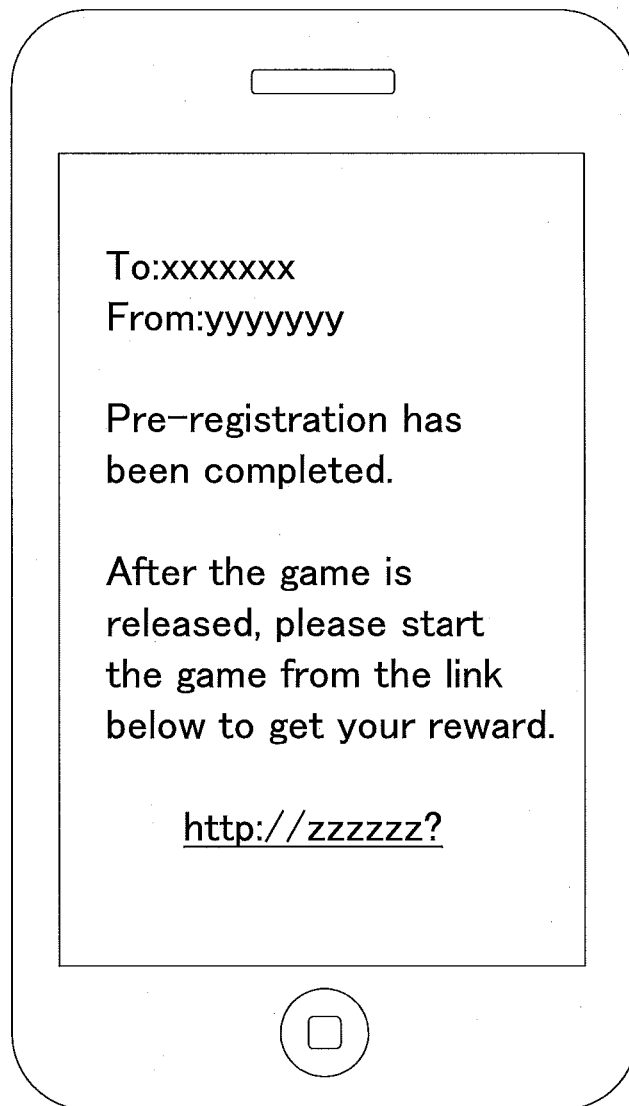 To:xxxxxxx
From:yyyyyyy
Pre-registration has
been completed.
After the game is
released, please start
the game from the link
below to get your reward.
http://zzzzzz?